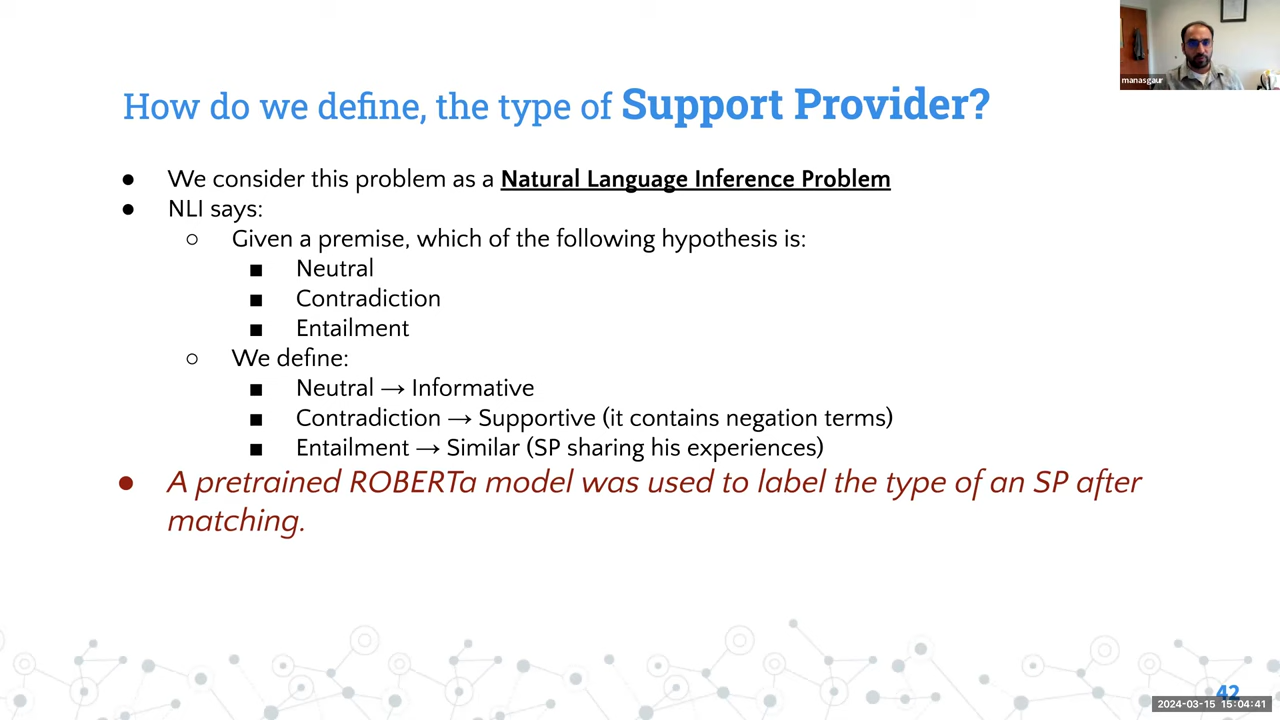 manasgaur
How do we define, the type of Support Provider?
● We consider this problem as a Natural Language Inference Problem
● NLI says:
○ Given a premise, which of the following hypothesis is:
■ Neutral
■ Contradiction
■ Entailment
○ We define:
■ Neutral → Informative
■ Contradiction → Supportive (it contains negation terms)
■ Entailment → Similar (SP sharing his experiences)
● A pretrained ROBERTa model was used to label the type of an SP after
matching.
42
2024-03-15 15:04:41